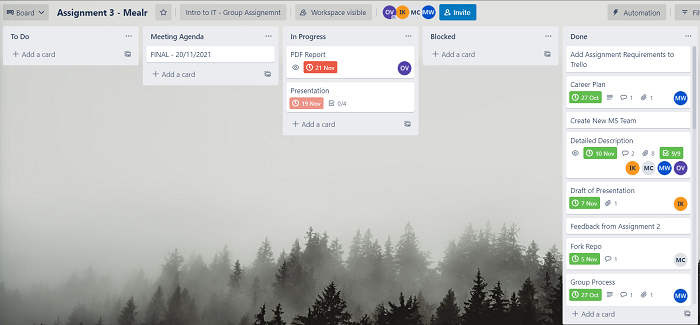 Board
Assignment 3 - Mealr
Intro to IT - Group Assignemnt
Workspace visible
OV IK MC MW
Invite
Automation
To Do
Add a card
Meeting Agenda
FINAL - 20/11/2021
Add a card
In Progress
PDF Report
21 Nov
OV
Presentation
19 Nov 0/4
Add a card
Blocked
Add a card
Done
Add Assignment Requirements to
Trello
Career Plan
27 Oct 1 1
MW
Create New MS Team
Detailed Description
10 Nov 2 8 9/9
IK MC MW OV
Draft of Presentation
7 Nov 1
IK
Feedback from Assignment 2
Fork Repo
5 Nov 1
MC
Group Process
27 Oct 1 1
MW
Add a card